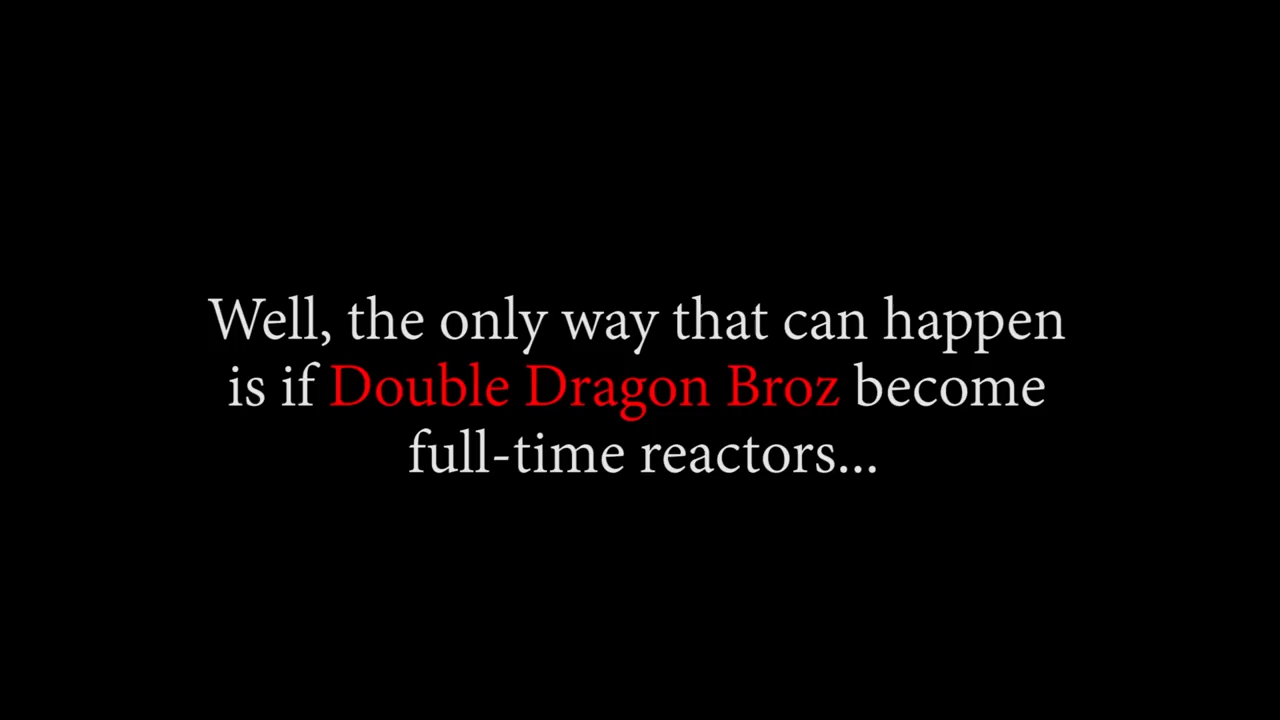 Well, the only way that can happen
is if Double Dragon Broz become
full-time reactors...